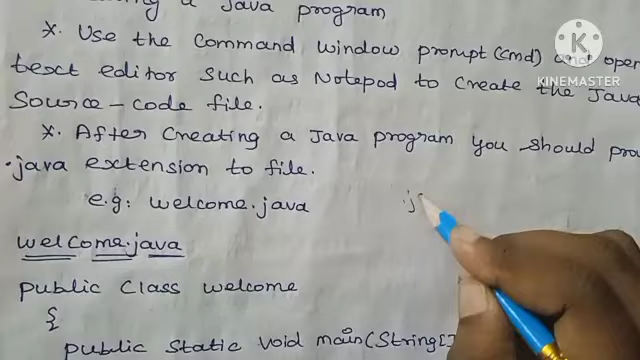 a Java program
*. Use the Command window prompt (cmd) and open
text editor such as Notepad to create the Java
Source-code file.
*. After creating a Java program you should pro
.java extension to file.
e.g: welcome.java .j
welcome.java
public class welcome
{
public static void main(String[]
K
KINEMASTER